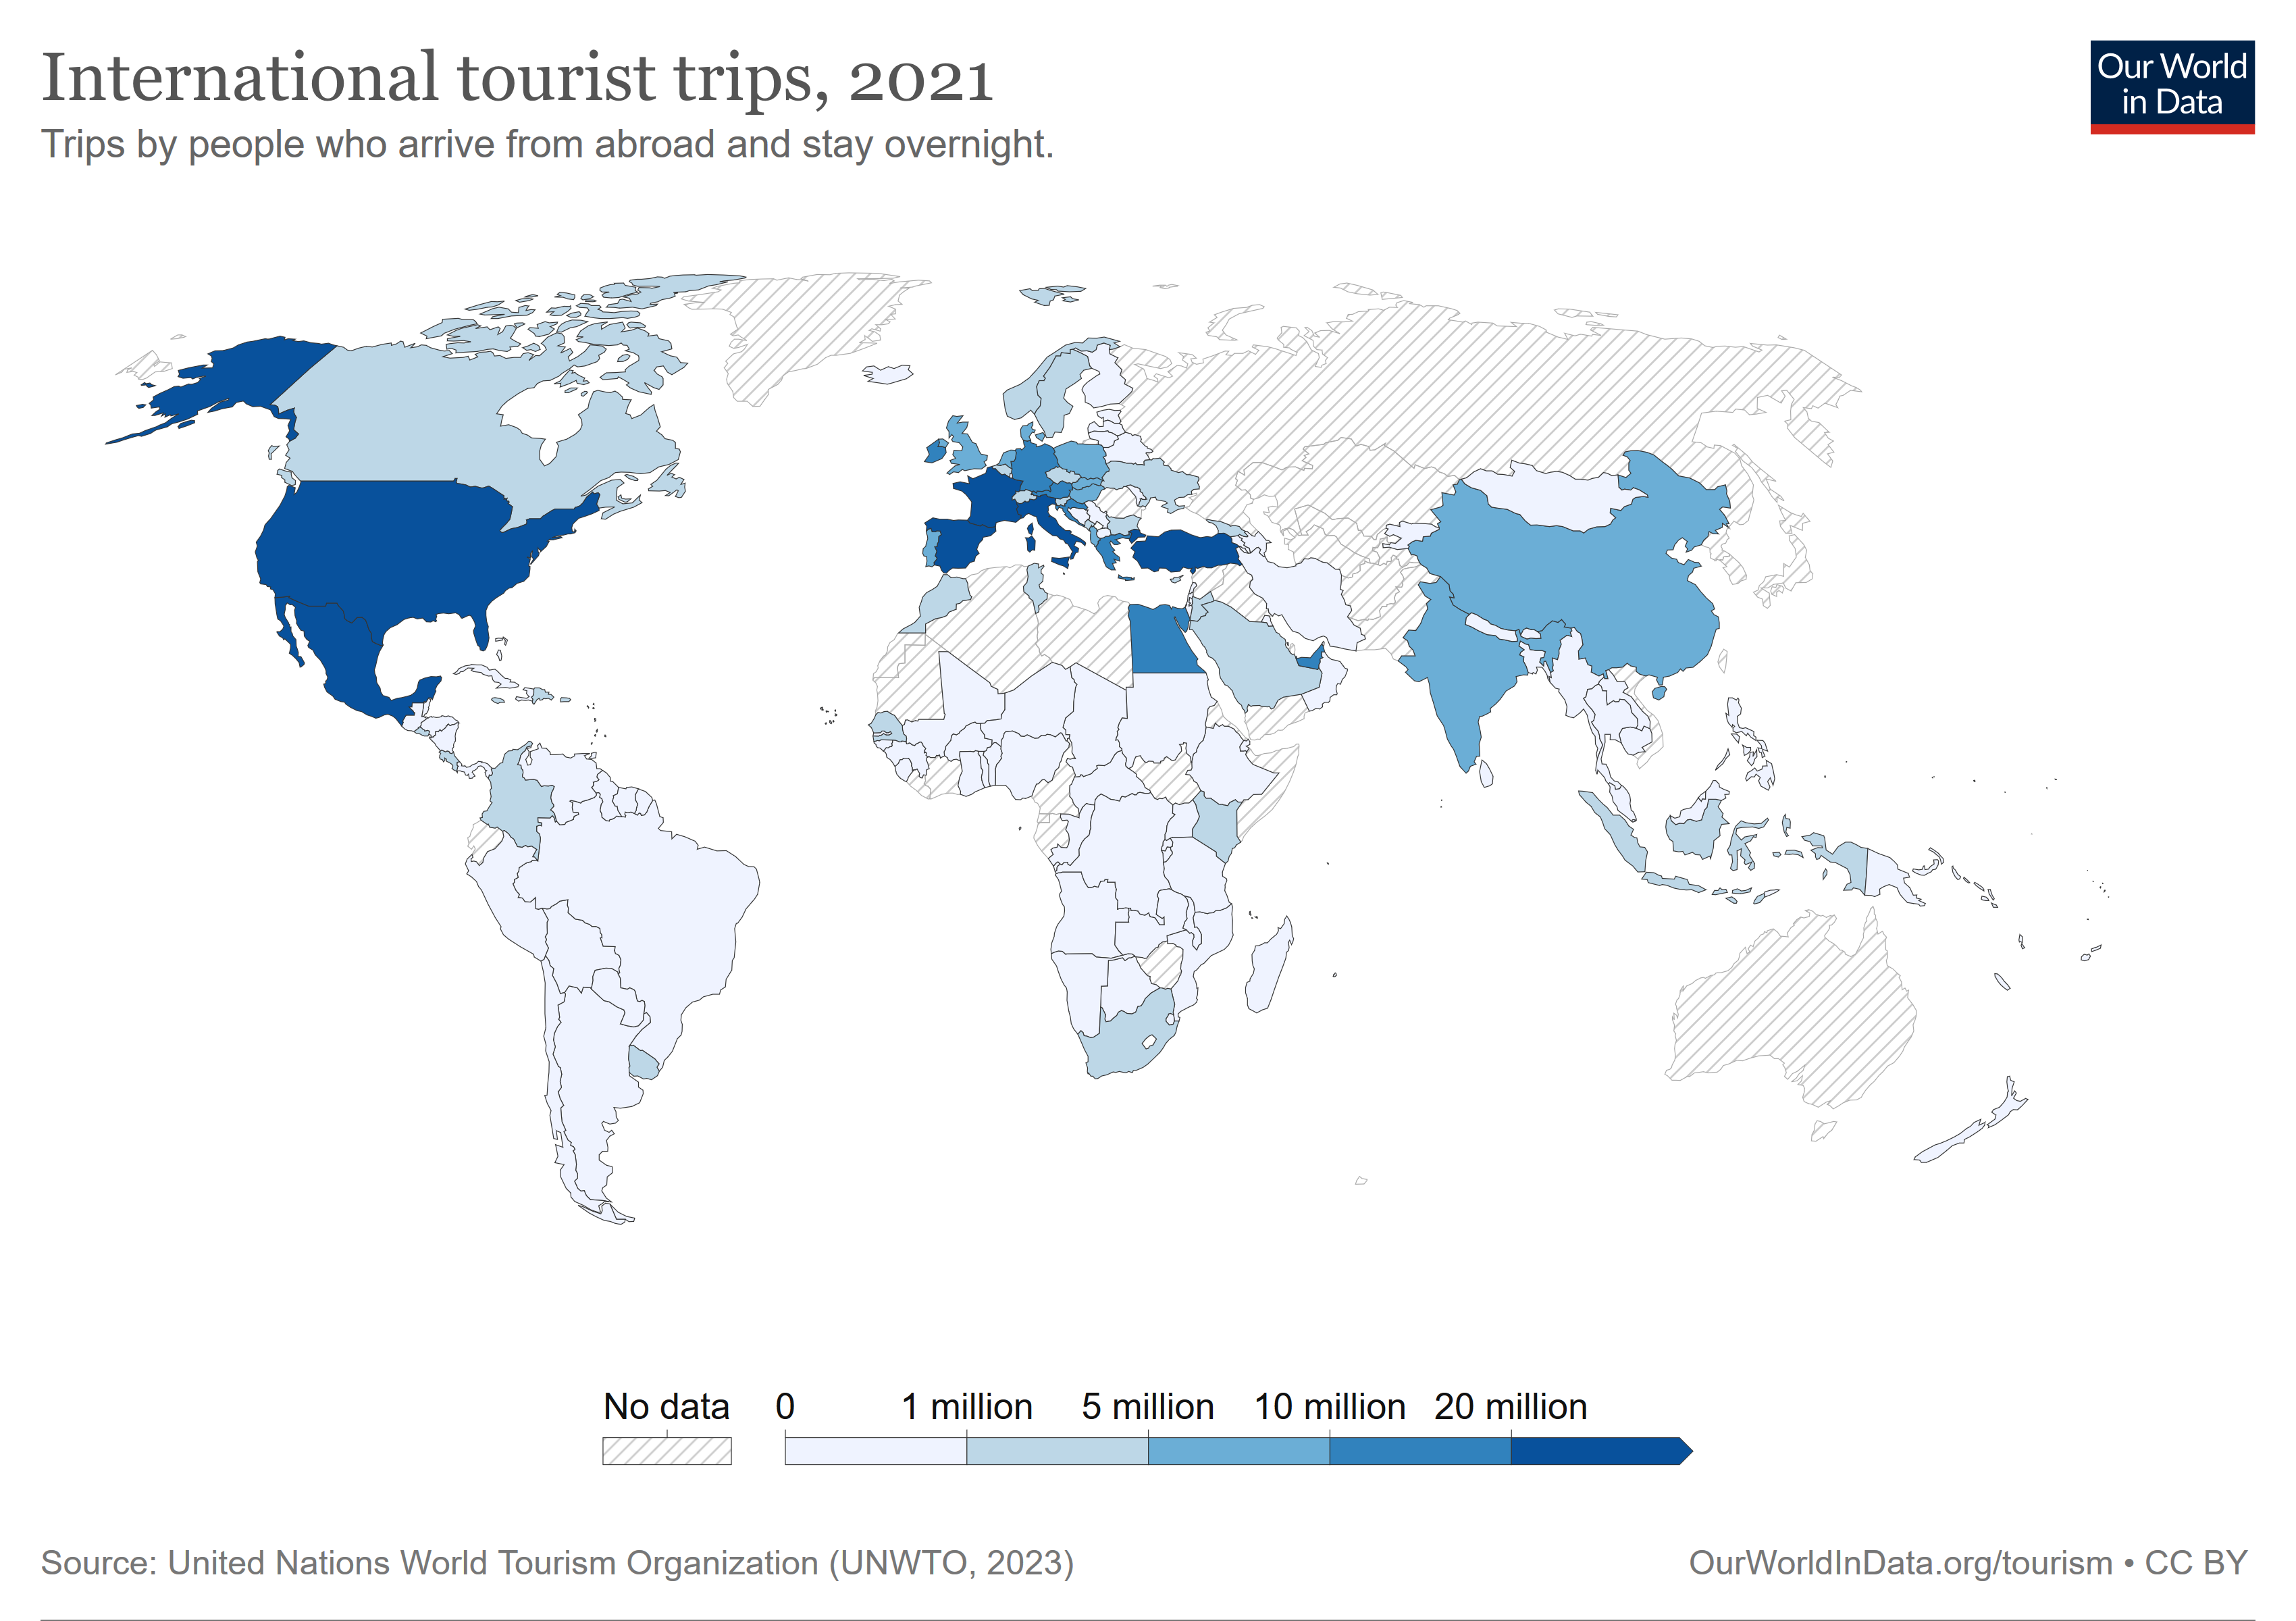 International tourist trips, 2021
Trips by people who arrive from abroad and stay overnight.
Our World
in Data
No data
0
1 million
5 million
10 million
20 million
Source: United Nations World Tourism Organization (UNWTO, 2023)
OurWorldInData.org/tourism • CC BY